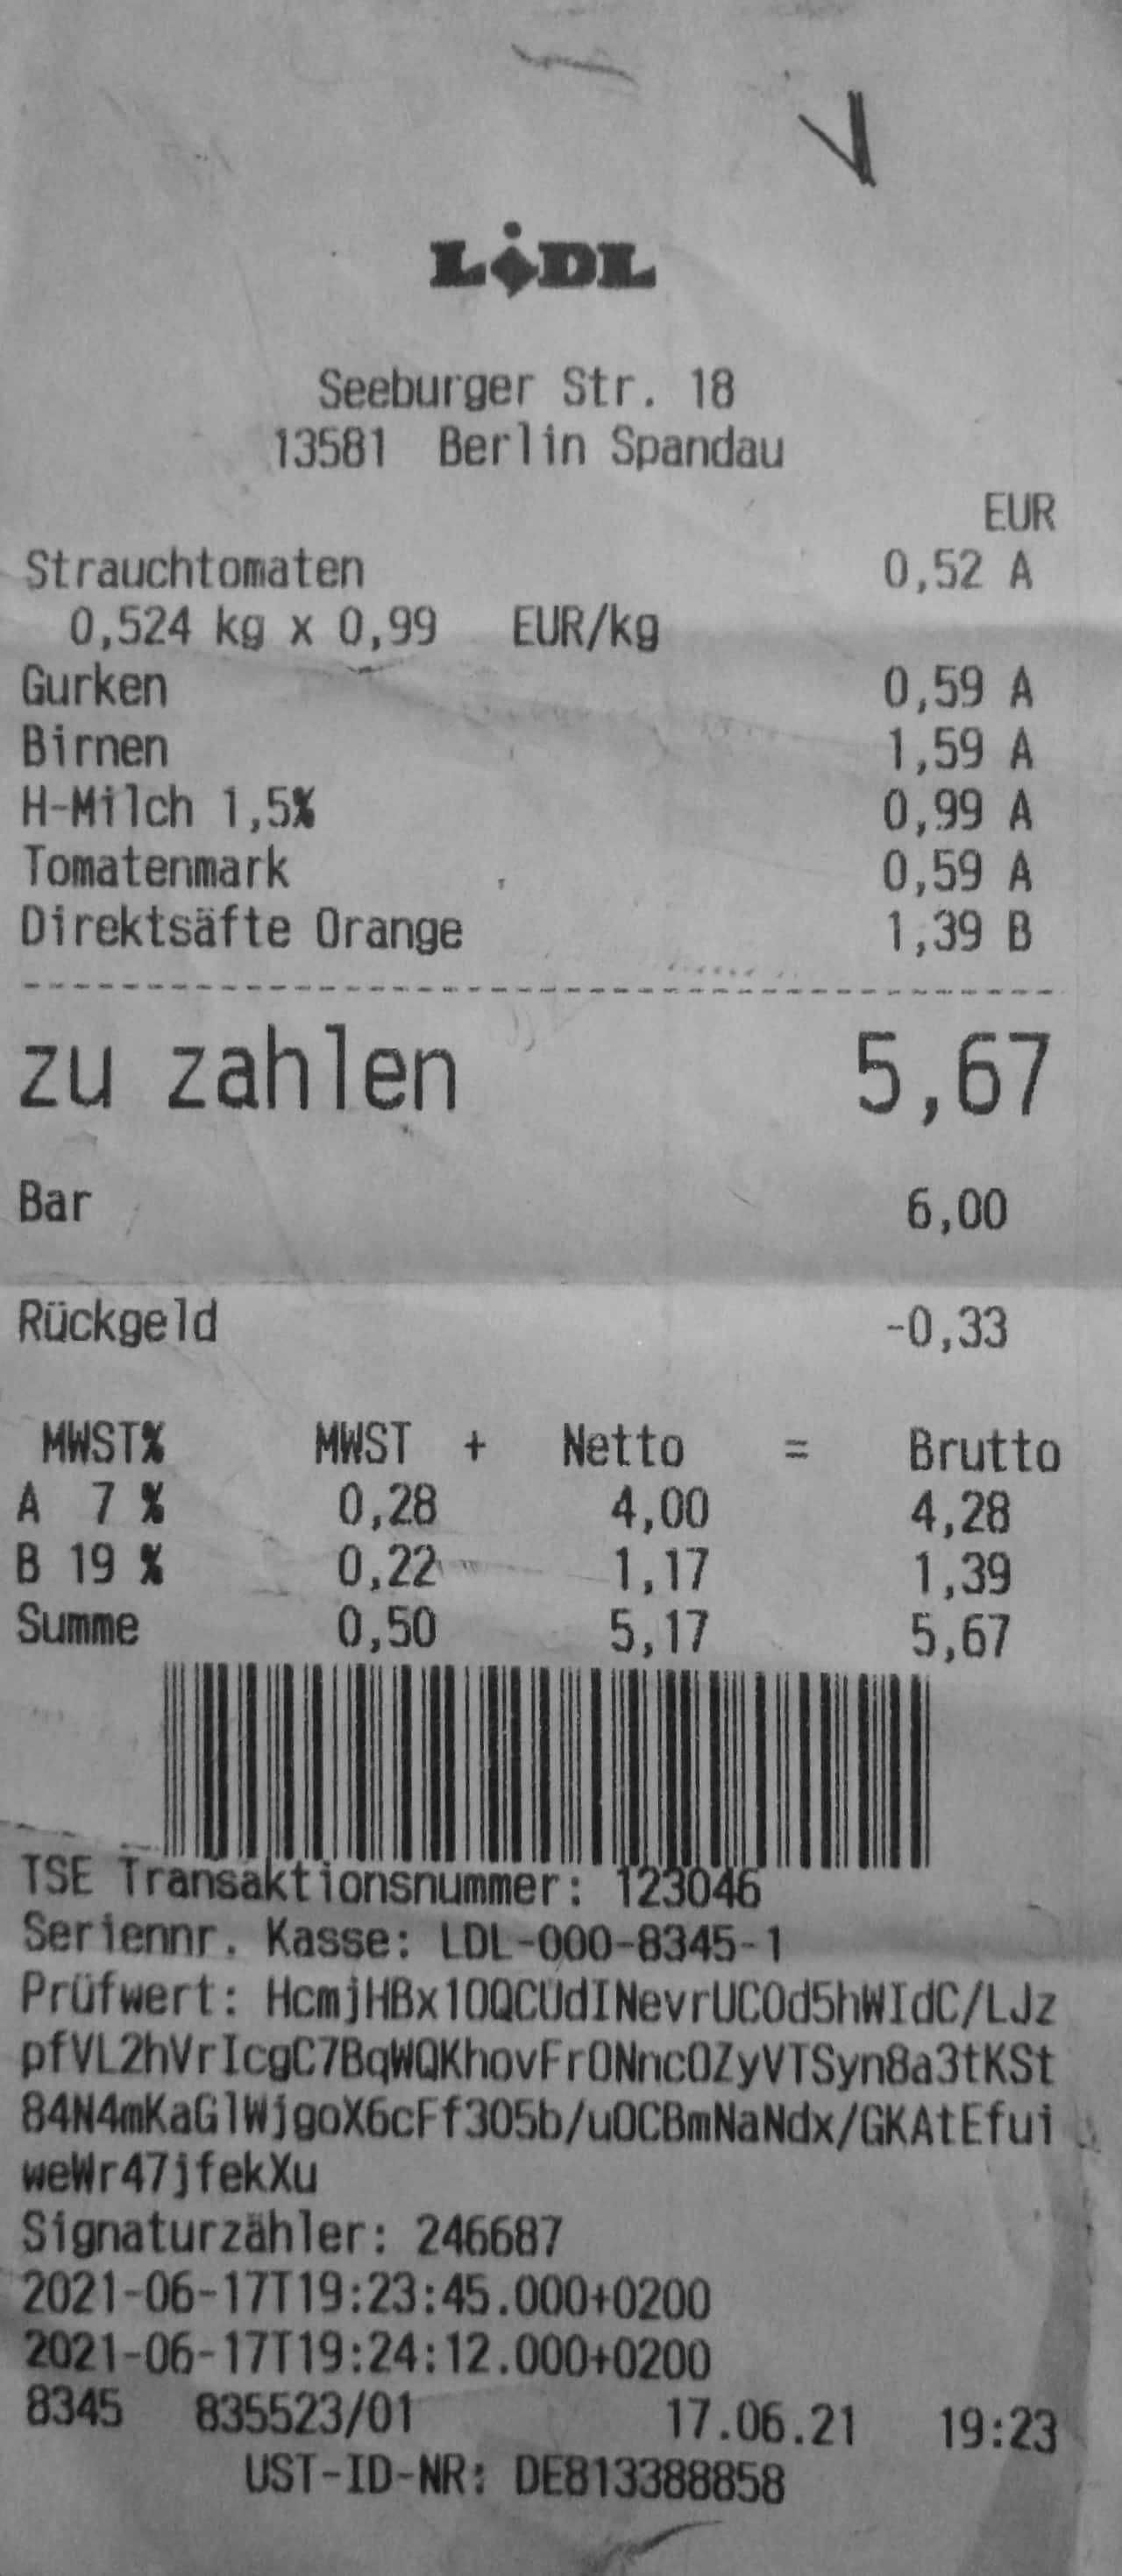 LiDL
Seeburger Str. 18
13581 Berlin Spandau
EUR
Strauchtomaten 0,52 A
0,524 kg x 0,99 EUR/kg
Gurken 0,59 A
Birnen 1,59 A
H-Milch 1,5% 0,99 A
Tomatenmark 0,59 A
Direktsäfte Orange 1,39 B
zu zahlen 5,67
Bar 6,00
Rückgeld -0,33
MWST% MWST + Netto = Brutto
A 7 % 0,28 4,00 4,28
B 19 % 0,22 1,17 1,39
Summe 0,50 5,17 5,67
TSE Transaktionsnummer: 123046
Seriennr. Kasse: LDL-000-8345-1
Prüfwert: HcmjHBx10QCUdINevrUCOd5hWIdC/LJz
pfVL2hVrIcgC7BqWQKhovFrONncOZyVTSyn8a3tKSt
84N4mKaGlWjgoX6cFf305b/uOCBmNaNdx/GKAtEfui
weWr47jfekXu
Signaturzähler: 246687
2021-06-17T19:23:45.000+0200
2021-06-17T19:24:12.000+0200
8345 835523/01 17.06.21 19:23
UST-ID-NR: DE813388858